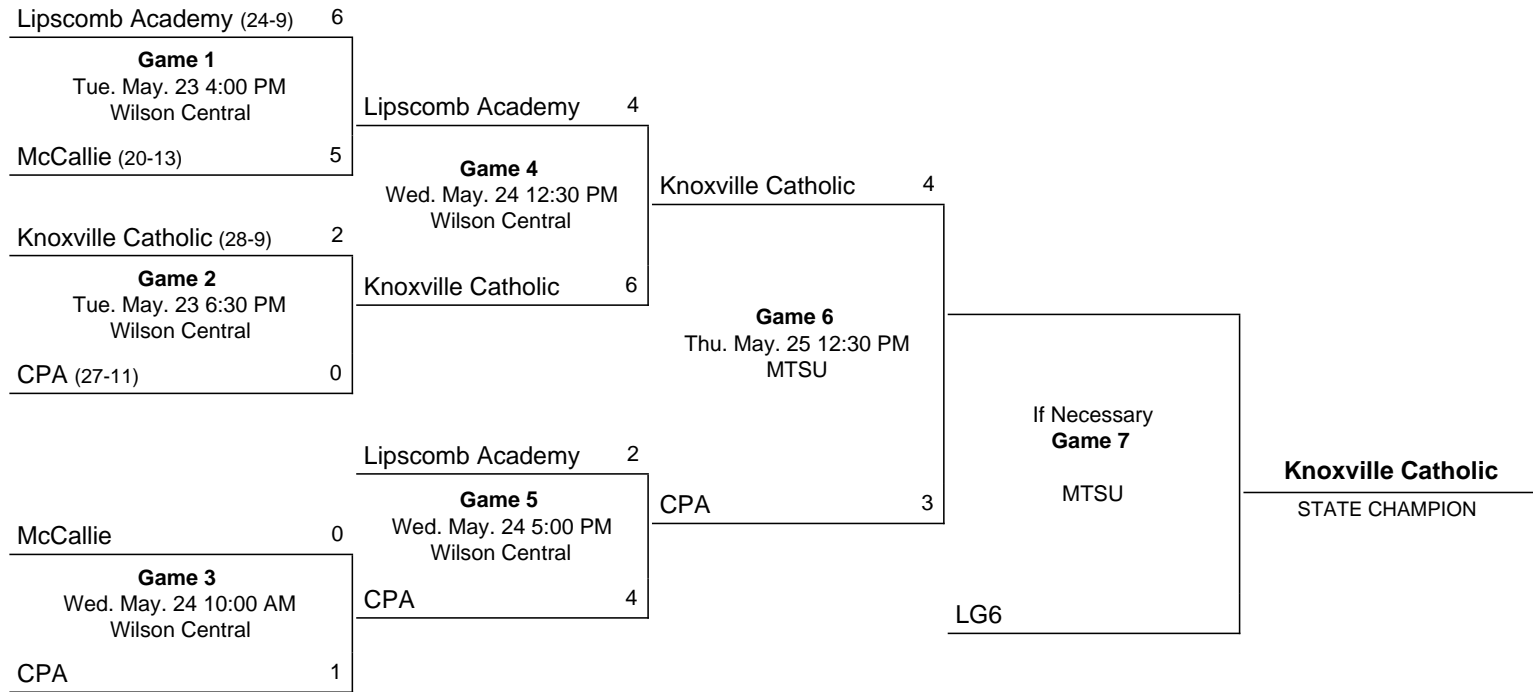 Lipscomb Academy (24-9) 6
Game 1
Tue. May. 23 4:00 PM
Wilson Central
McCallie (20-13) 5
Knoxville Catholic (28-9) 2
Game 2
Tue. May. 23 6:30 PM
Wilson Central
CPA (27-11) 0
McCallie 0
Game 3
Wed. May. 24 10:00 AM
Wilson Central
CPA 1
Lipscomb Academy 4
Game 4
Wed. May. 24 12:30 PM
Wilson Central
Knoxville Catholic 6
Lipscomb Academy 2
Game 5
Wed. May. 24 5:00 PM
Wilson Central
CPA 4
Knoxville Catholic 4
Game 6
Thu. May. 25 12:30 PM
MTSU
CPA 3
If Necessary
Game 7
MTSU
LG6
Knoxville Catholic
STATE CHAMPION